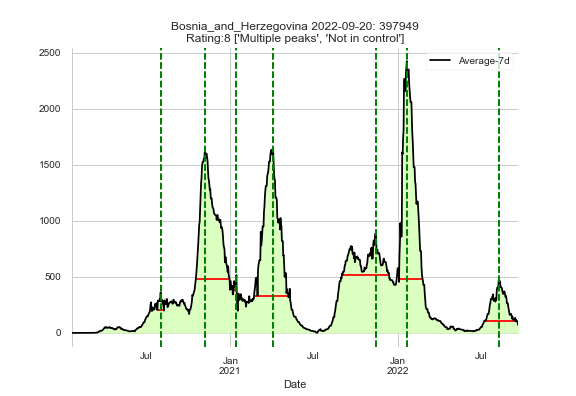 Bosnia_and_Herzegovina 2022-09-20: 397949
Rating:8 ['Multiple peaks', 'Not in control']
Average-7d
2500
2000
1500
1000
500
0
Jul
Jan
2021
Jul
Jan
2022
Jul
Date